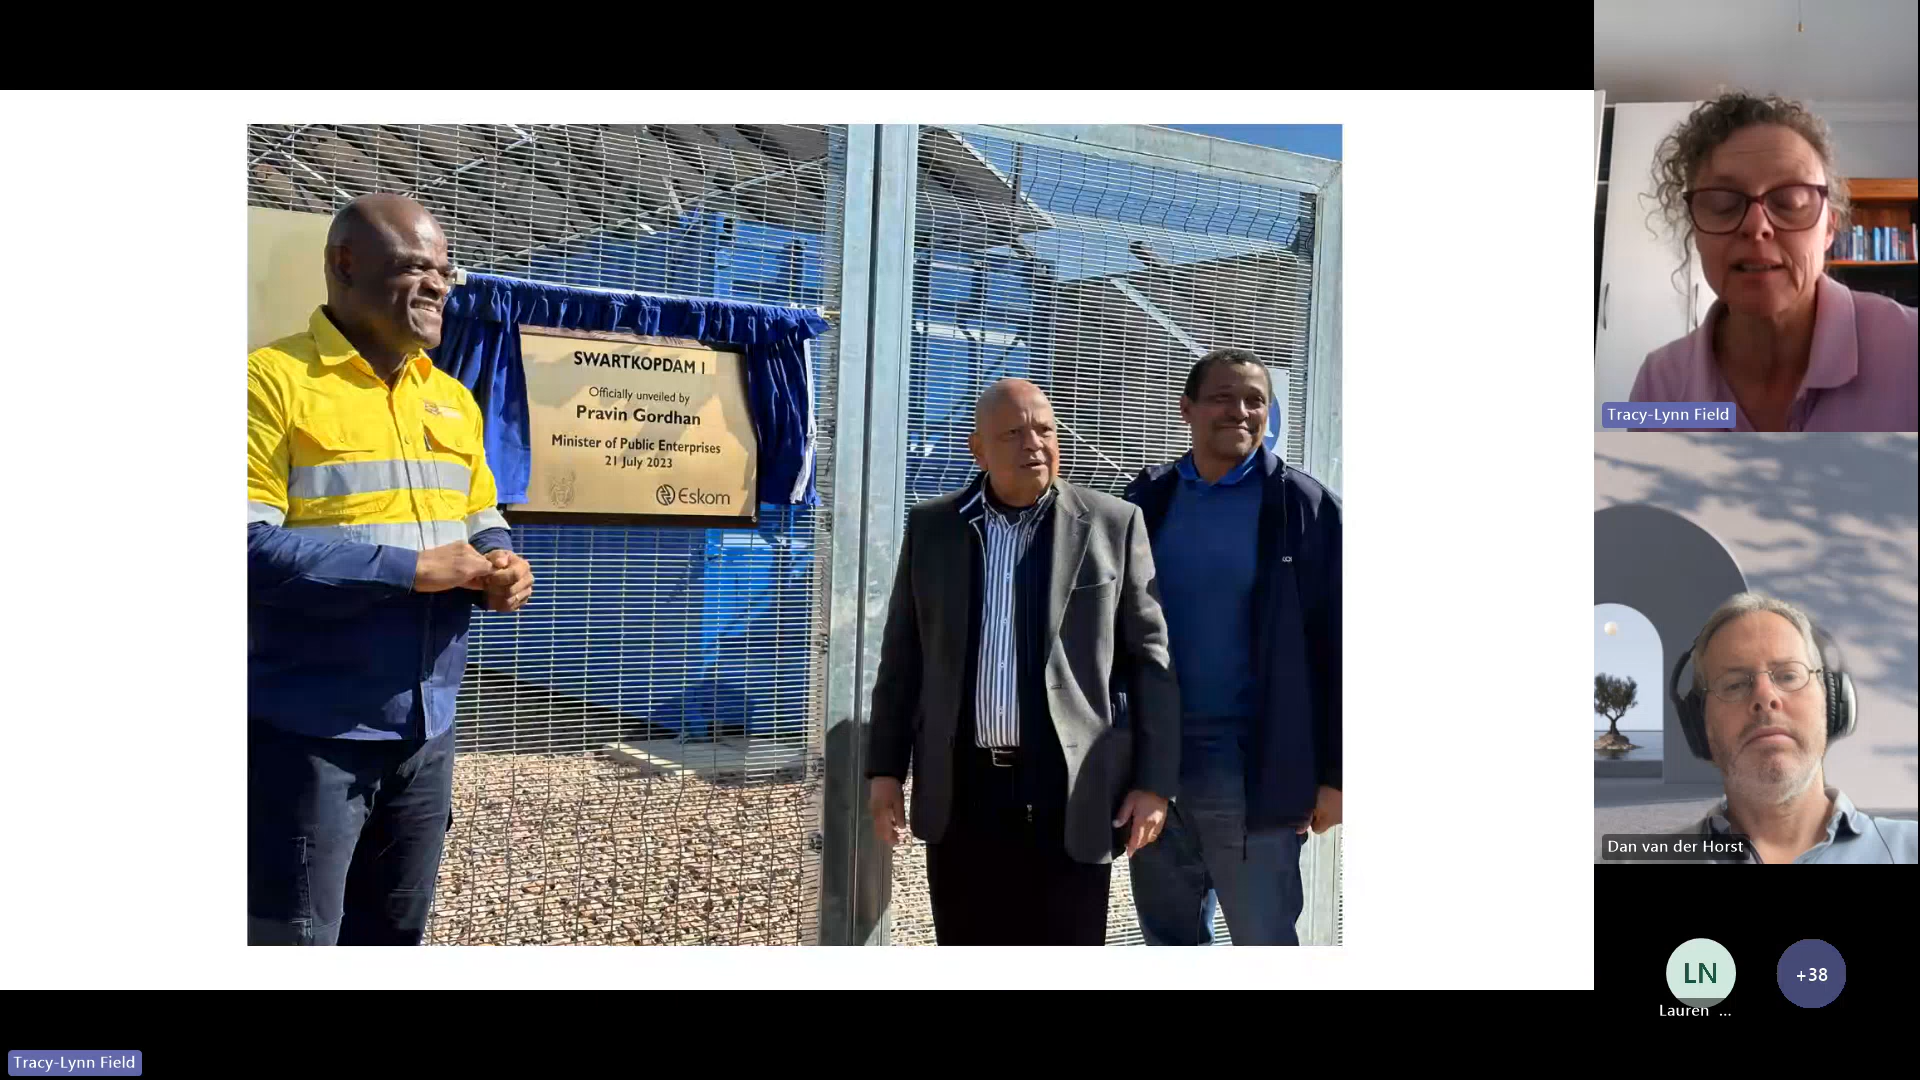 SWARTKOPDAM 1
Officially unveiled by
Pravin Gordhan
Minister of Public Enterprises
21 July 2023
Eskom
Tracy-Lynn Field
Dan van der Horst
LN
+38
Lauren ...
Tracy-Lynn Field